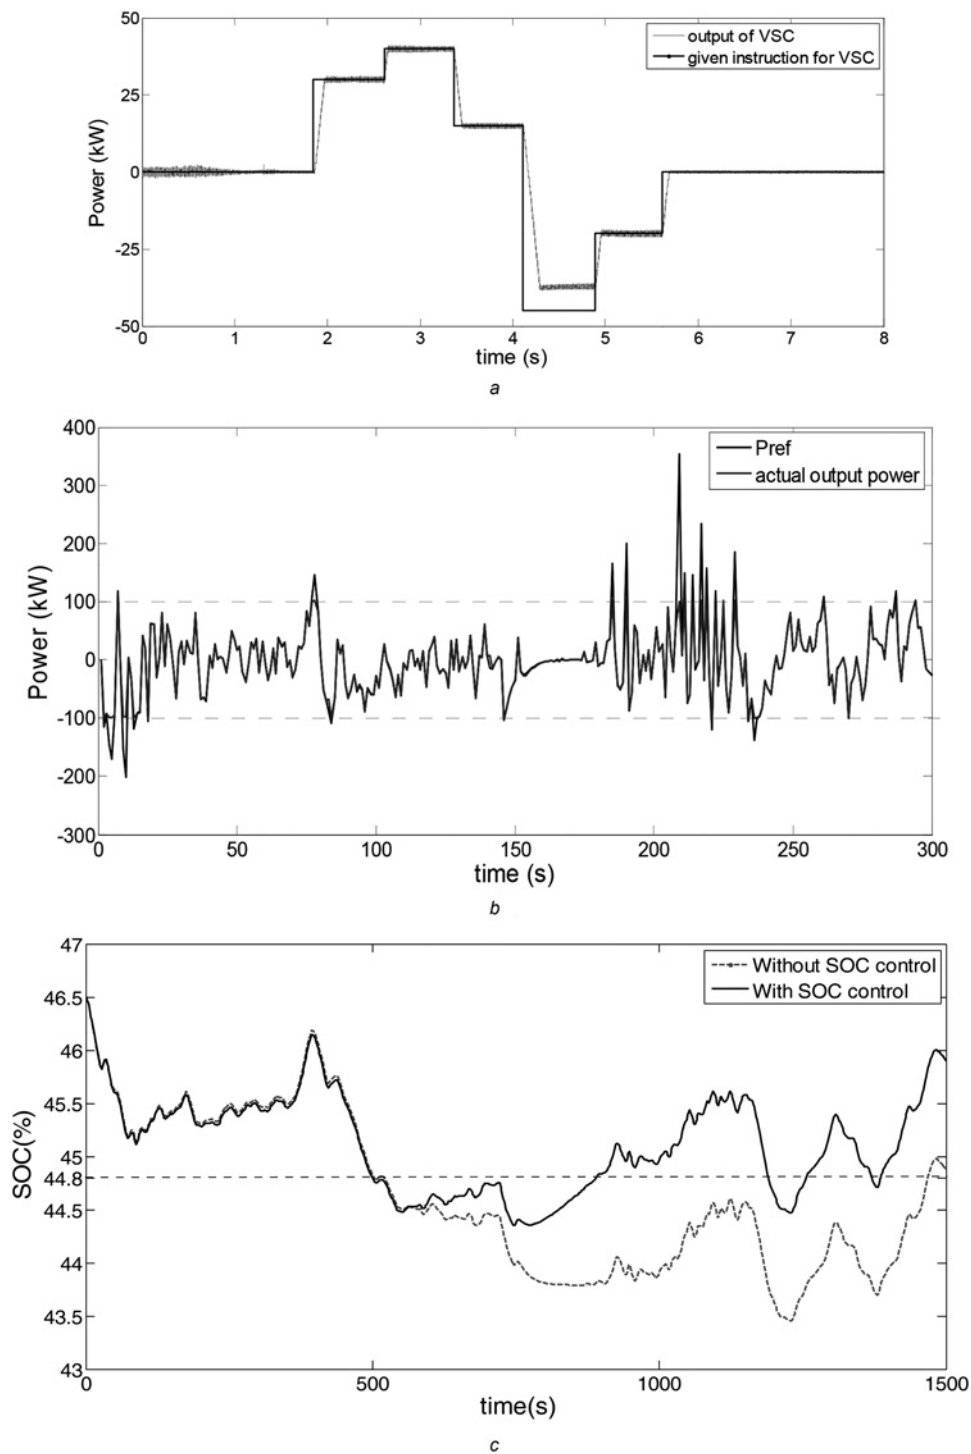 50
25
0
-25
-50
Power (kW)
output of VSC
given instruction for VSC
0 1 2 3 4 5 6 7 8
time (s)
a
400
300
200
100
0
-100
-200
-300
Power (kW)
Pref
actual output power
0 50 100 150 200 250 300
time (s)
b
47
46.5
46
45.5
45
44.8
44.5
44
43.5
43
SOC(%)
Without SOC control
With SOC control
0 500 1000 1500
time(s)
c